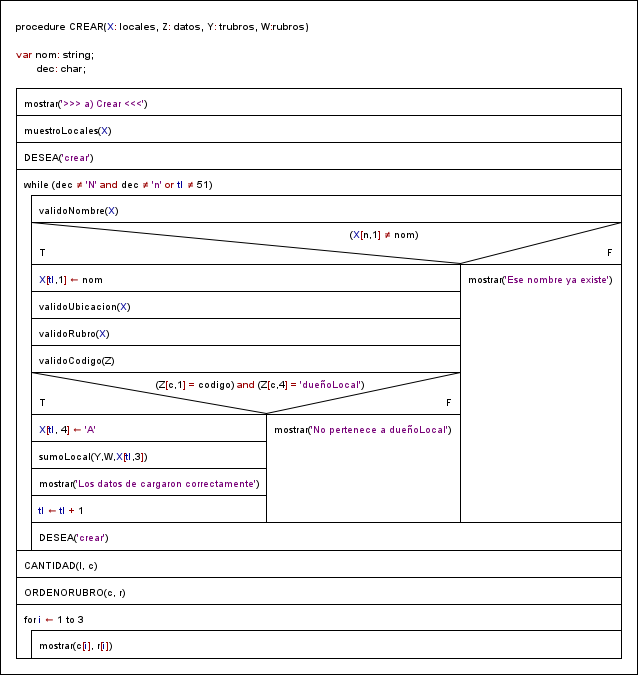 procedure CREAR(X: locales, Z: datos, Y: trubros, W:rubros)
var nom: string;
dec: char;
mostrar('>>> a) Crear <<<')
muestroLocales(X)
DESEA('crear')
while (dec ≠ 'N' and dec ≠ 'n' or tl ≠ 51)
validoNombre(X)
(X[n,1] ≠ nom)
T F
X[tl,1] ← nom
mostrar('Ese nombre ya existe')
validoUbicacion(X)
validoRubro(X)
validoCodigo(Z)
(Z[c,1] = codigo) and (Z[c,4] = 'dueñoLocal')
T F
X[tl, 4] ← 'A'
mostrar('No pertenece a dueñoLocal')
sumoLocal(Y,W,X[tl,3])
mostrar('Los datos de cargaron correctamente')
tl ← tl + 1
DESEA('crear')
CANTIDAD(l, c)
ORDENORUBRO(c, r)
for i ← 1 to 3
mostrar(c[i], r[i])